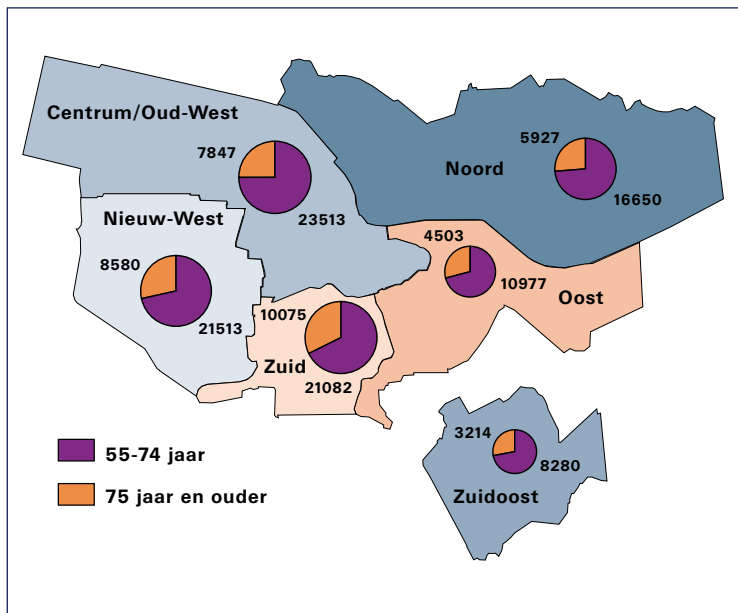 Centrum/Oud-West
7847
23513
Noord
5927
16650
Nieuw-West
8580
21513
4503
10977
Oost
10075
Zuid
21082
3214
8280
Zuidoost
55-74 jaar
75 jaar en ouder